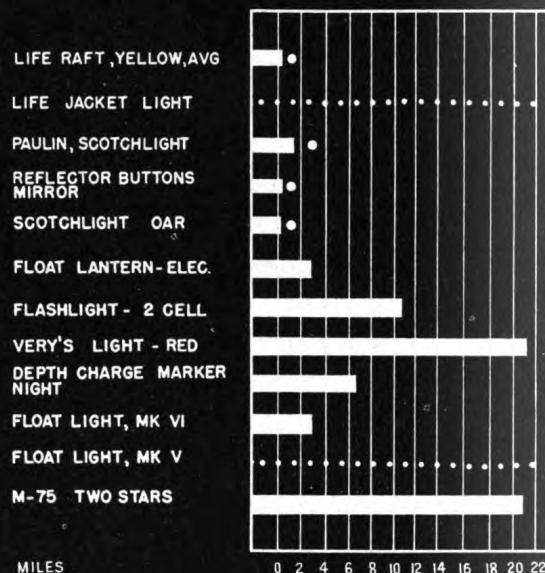 LIFE RAFT, YELLOW, AVG
LIFE JACKET LIGHT
PAULIN, SCOTCHLIGHT
REFLECTOR BUTTONS
MIRROR
SCOTCHLIGHT OAR
FLOAT LANTERN-ELEC.
FLASHLIGHT - 2 CELL
VERY'S LIGHT - RED
DEPTH CHARGE MARKER
NIGHT
FLOAT LIGHT, MK VI
FLOAT LIGHT, MK V
M-75 TWO STARS
MILES 0 2 4 6 8 10 12 14 16 18 20 22